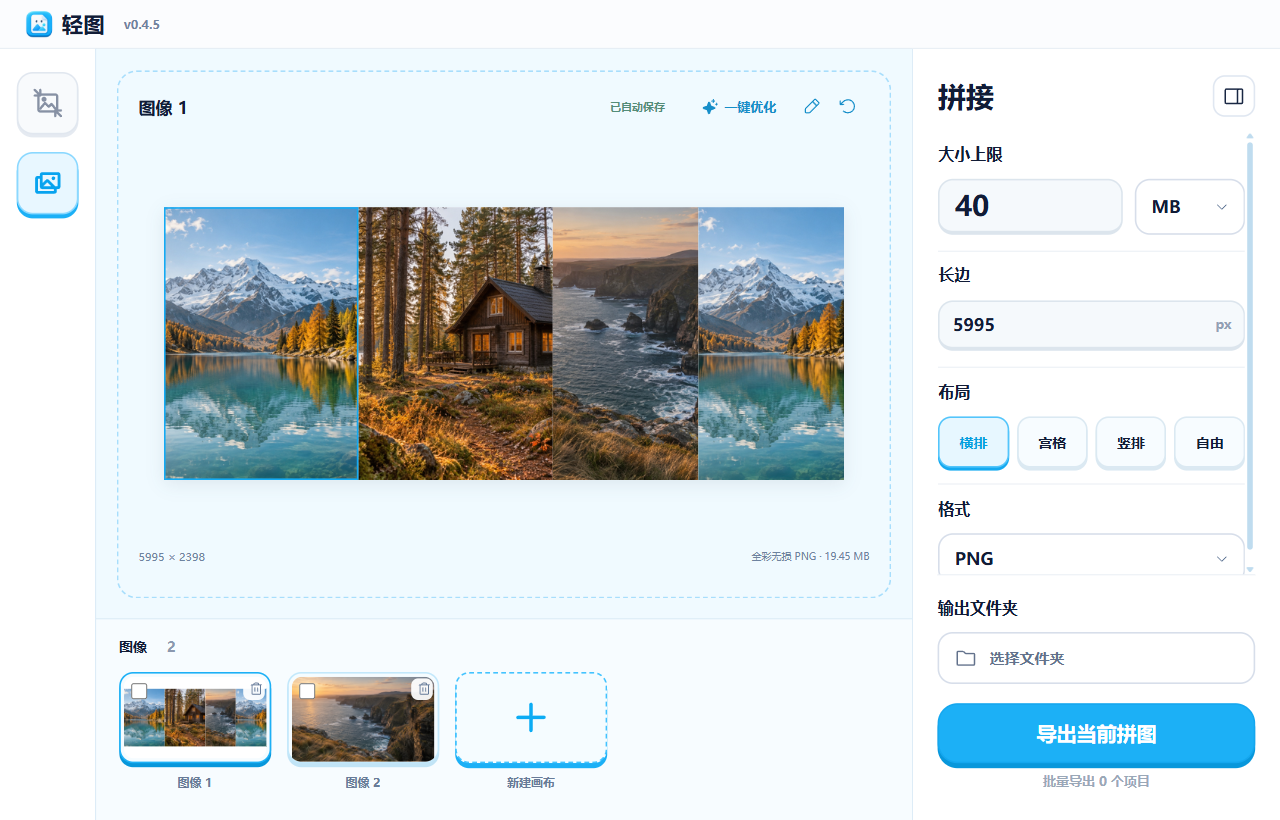 轻图 v0.4.5
图像 1
已自动保存
一键优化
5995 × 2398
全彩无损 PNG · 19.45 MB
图像 2
图像 1
图像 2
新建画布
拼接
大小上限
40
MB
长边
5995 px
布局
横排 宫格 竖排 自由
格式
PNG
输出文件夹
选择文件夹
导出当前拼图
批量导出 0 个项目